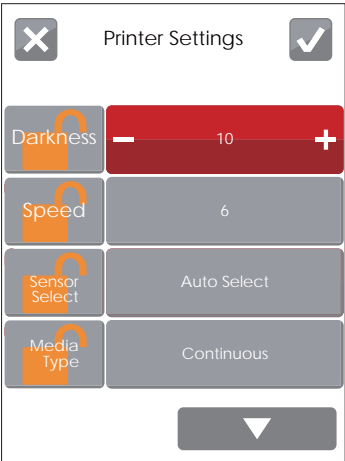 Printer Settings
Darkness
− 10 +
Speed
6
Sensor
Select
Auto Select
Media
Type
Continuous